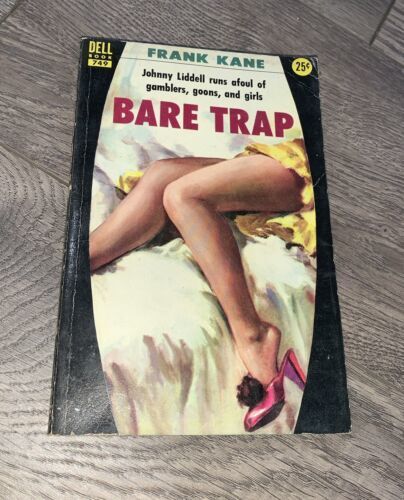 DELL
BOOK
749
FRANK KANE
25¢
Johnny Liddell runs afoul of
gamblers, goons, and girls
BARE TRAP